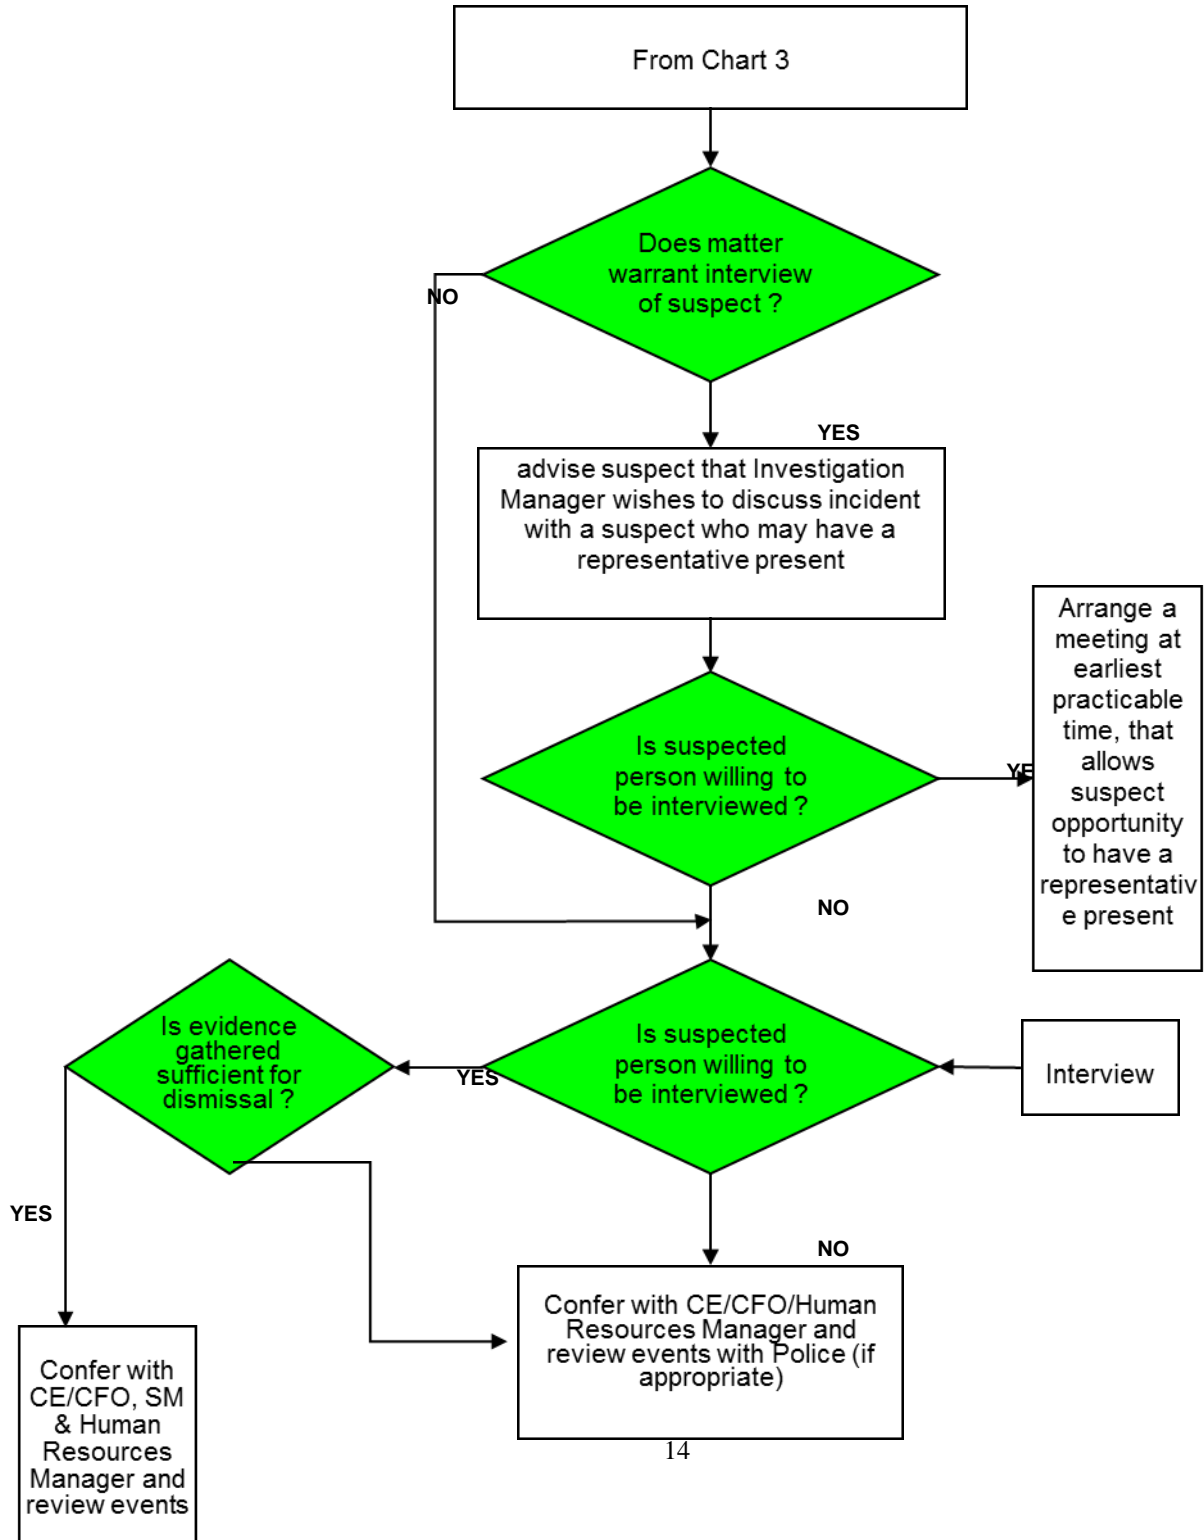 From Chart 3
Does matter
warrant interview
of suspect ?
NO
YES
advise suspect that Investigation
Manager wishes to discuss incident
with a suspect who may have a
representative present
Is suspected
person willing to
be interviewed ?
YE
Arrange a
meeting at
earliest
practicable
time, that
allows
suspect
opportunity
to have a
representativ
e present
NO
Is evidence
gathered
sufficient for
dismissal ?
YES
Is suspected
person willing to
be interviewed ?
Interview
YES
NO
Confer with CE/CFO/Human
Resources Manager and
review events with Police (if
appropriate)
Confer with
CE/CFO, SM
& Human
Resources
Manager and
review events
14